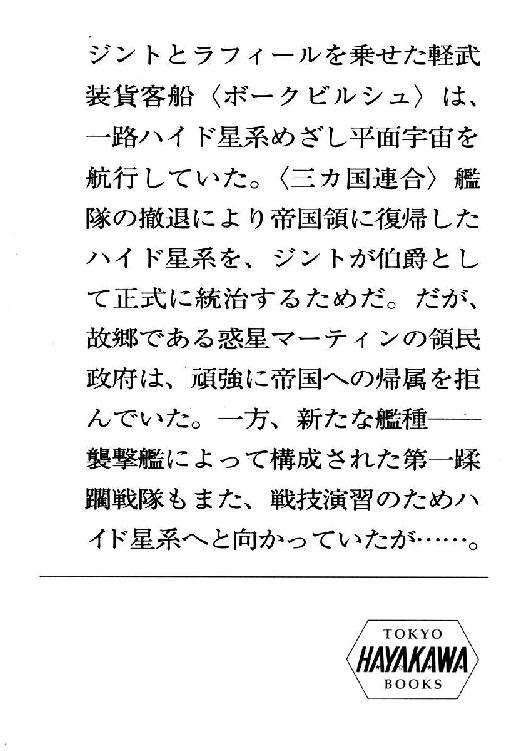 ジントとラフィールを乗せた軽武
装貨客船〈ボークビルシュ〉は、
一路ハイド星系めざし平面宇宙を
航行していた。〈三カ国連合〉艦
隊の撤退により帝国領に復帰した
ハイド星系を、ジントが伯爵とし
て正式に統治するためだ。だが、
故郷である惑星マーティンの領民
政府は、頑強に帝国への帰属を拒
んでいた。一方、新たな艦種――
襲撃艦によって構成された第一蹂
躙戦隊もまた、戦技演習のためハ
イド星系へと向かっていたが……。
TOKYO
HAYAKAWA
BOOKS